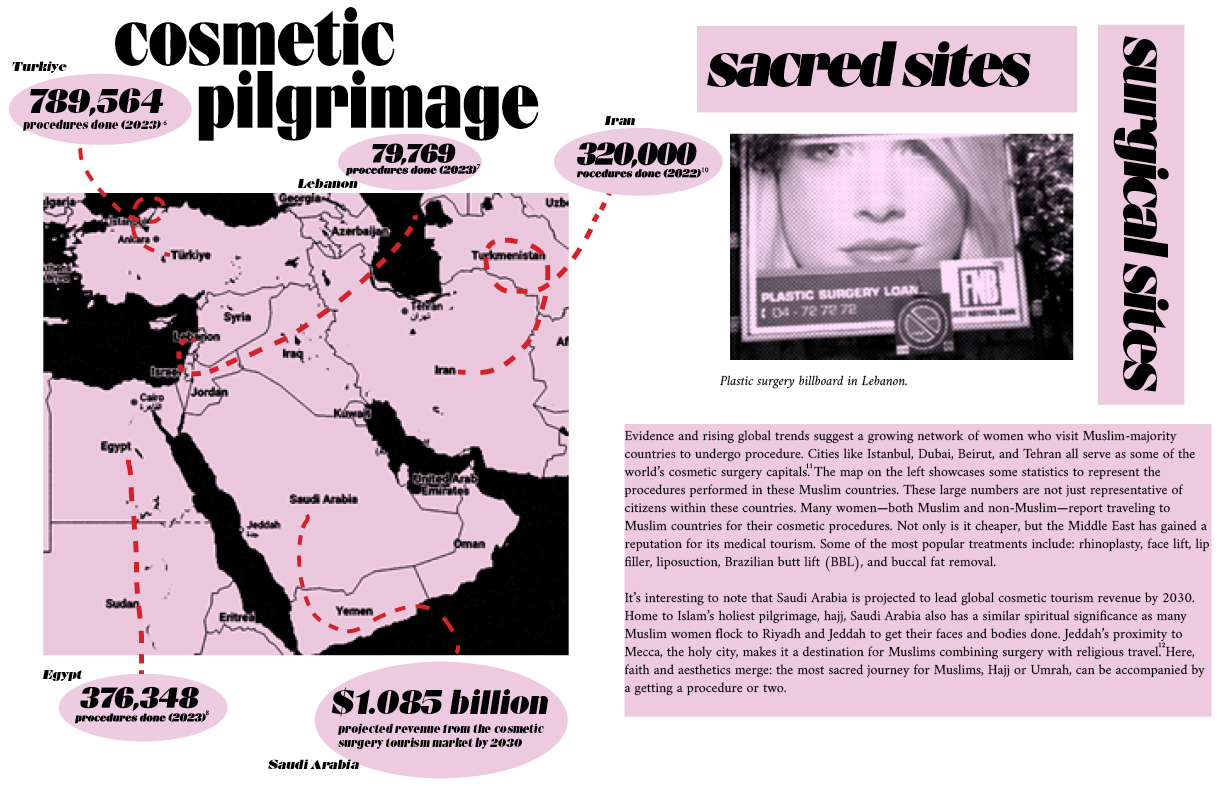 cosmetic
pilgrimage
Turkiye
789,564
procedures done (2023) 6
79,769
procedures done (2023)7
Lebanon
Iran
320,000
rocedures done (2022)10
lgaria
Istanbul
Ankara
Türkiye
Georgia
Azerbaijan
Uzb
Turkmenistan
Athens
Syria
Tehran
تهران
Lebanon
Iraq
Af
Israel
Iran
Jordan
Cairo
القاهرة
Kuwait
Egypt
United Arab
Emirates
Saudi Arabia
Jeddah
Oman
Sudan
Eritrea
Yemen
Egypt
376,348
procedures done (2023)8
$1.085 billion
projected revenue from the cosmetic
surgery tourism market by 2030
Saudi Arabia
sacred sites
surgical sites
PLASTIC SURGERY LOAN
04 - 72 72 72
FNB
FIRST NATIONAL BANK
Plastic surgery billboard in Lebanon.
Evidence and rising global trends suggest a growing network of women who visit Muslim-majority
countries to undergo procedure. Cities like Istanbul, Dubai, Beirut, and Tehran all serve as some of the
world's cosmetic surgery capitals.11 The map on the left showcases some statistics to represent the
procedures performed in these Muslim countries. These large numbers are not just representative of
citizens within these countries. Many women—both Muslim and non-Muslim—report traveling to
Muslim countries for their cosmetic procedures. Not only is it cheaper, but the Middle East has gained a
reputation for its medical tourism. Some of the most popular treatments include: rhinoplasty, face lift, lip
filler, liposuction, Brazilian butt lift (BBL), and buccal fat removal.
It's interesting to note that Saudi Arabia is projected to lead global cosmetic tourism revenue by 2030.
Home to Islam's holiest pilgrimage, hajj, Saudi Arabia also has a similar spiritual significance as many
Muslim women flock to Riyadh and Jeddah to get their faces and bodies done. Jeddah's proximity to
Mecca, the holy city, makes it a destination for Muslims combining surgery with religious travel.12 Here,
faith and aesthetics merge: the most sacred journey for Muslims, Hajj or Umrah, can be accompanied by
a getting a procedure or two.